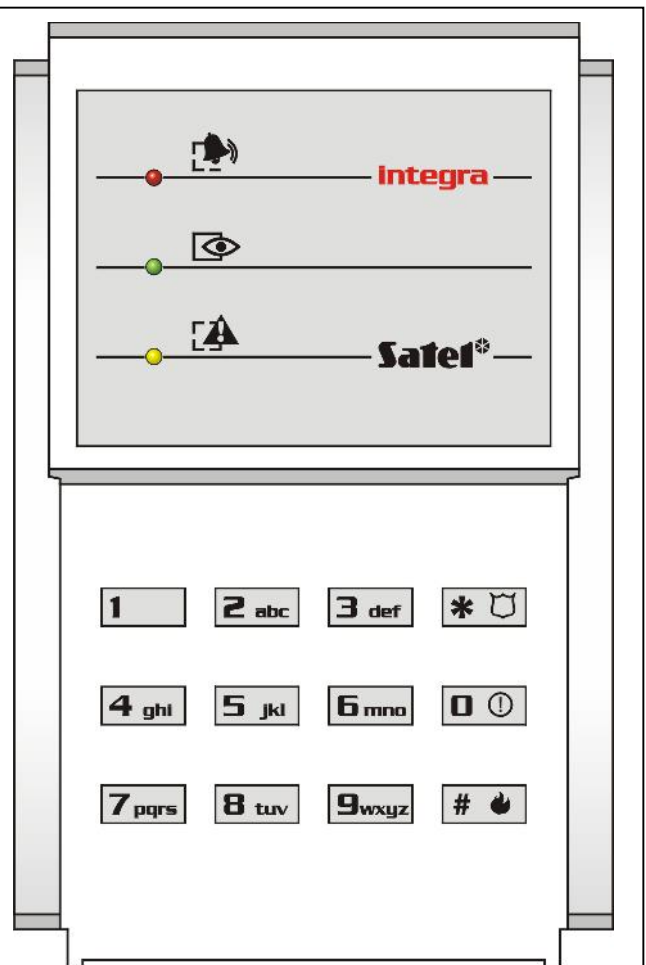 integra
Satel
1 2 abc 3 def *
4 ghi 5 jkl 6 mno 0
7 pqrs 8 tuv 9 wxyz #